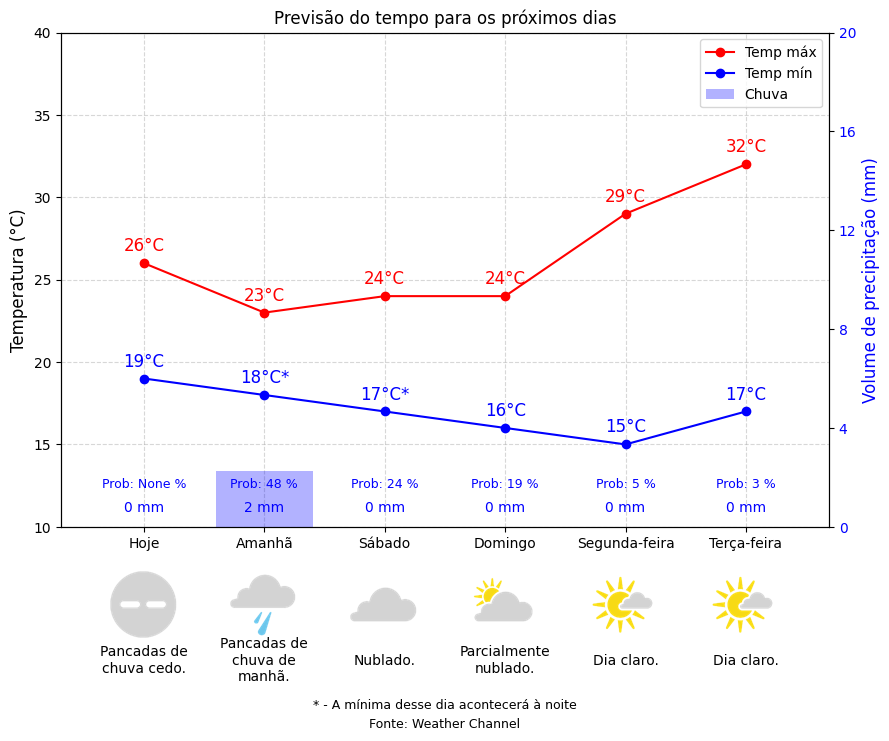 Previsão do tempo para os próximos dias
40
35
30
25
20
15
10
Temperatura (°C)
20
16
12
8
4
0
Volume de precipitação (mm)
Temp máx
Temp mín
Chuva
26°C
23°C
24°C
24°C
29°C
32°C
19°C
18°C*
17°C*
16°C
15°C
17°C
Prob: None %
Prob: 48 %
Prob: 24 %
Prob: 19 %
Prob: 5 %
Prob: 3 %
0 mm
2 mm
0 mm
0 mm
0 mm
0 mm
Hoje
Amanhã
Sábado
Domingo
Segunda-feira
Terça-feira
Pancadas de
chuva cedo.
Pancadas de
chuva de
manhã.
Nublado.
Parcialmente
nublado.
Dia claro.
Dia claro.
* - A mínima desse dia acontecerá à noite
Fonte: Weather Channel